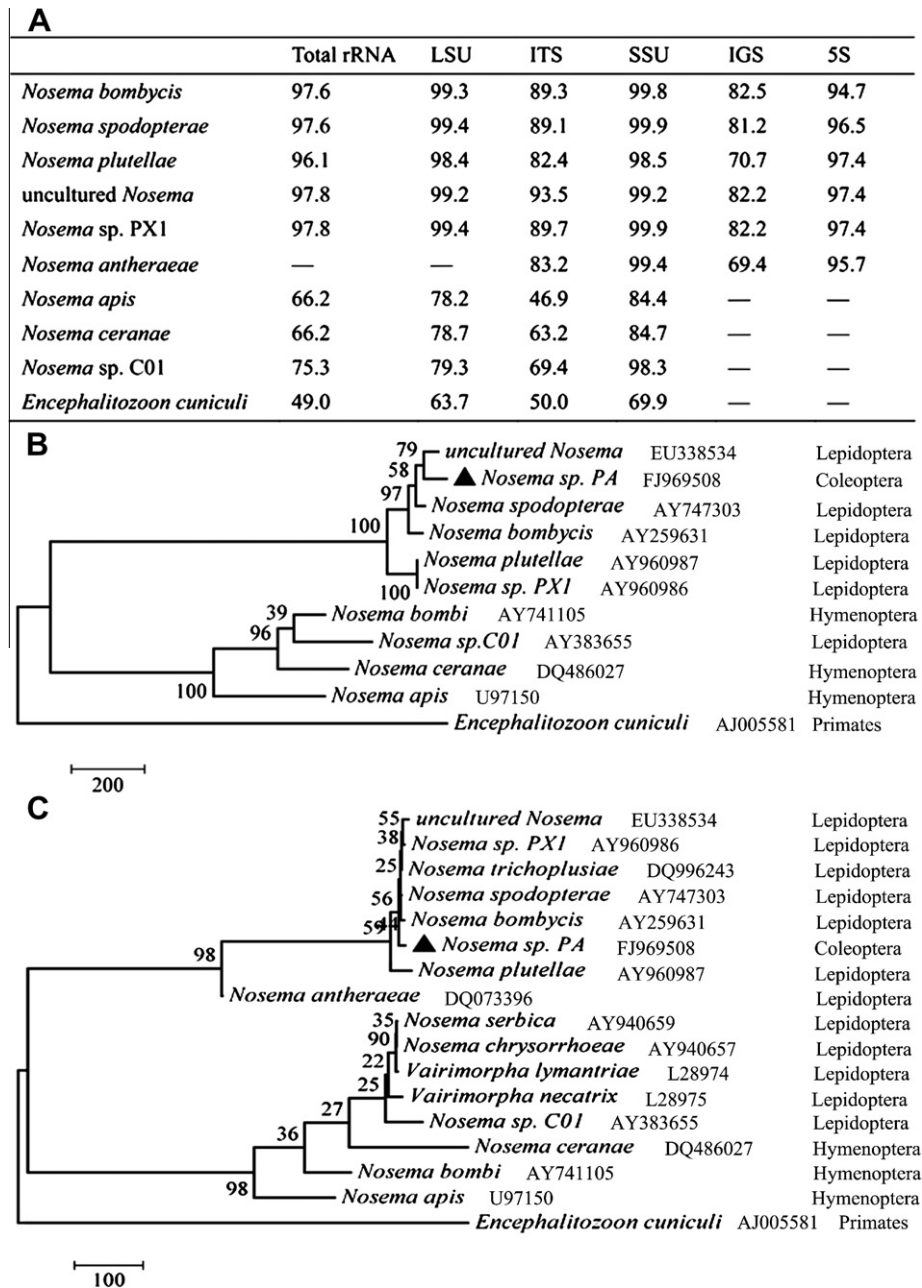 A
Total rRNA LSU ITS SSU IGS 5S
Nosema bombycis 97.6 99.3 89.3 99.8 82.5 94.7
Nosema spodopterae 97.6 99.4 89.1 99.9 81.2 96.5
Nosema plutellae 96.1 98.4 82.4 98.5 70.7 97.4
uncultured Nosema 97.8 99.2 93.5 99.2 82.2 97.4
Nosema sp. PX1 97.8 99.4 89.7 99.9 82.2 97.4
Nosema antheraeae — — 83.2 99.4 69.4 95.7
Nosema apis 66.2 78.2 46.9 84.4 — —
Nosema ceranae 66.2 78.7 63.2 84.7 — —
Nosema sp. C01 75.3 79.3 69.4 98.3 — —
Encephalitozoon cuniculi 49.0 63.7 50.0 69.9 — —
B
79 uncultured Nosema EU338534 Lepidoptera
58 Nosema sp. PA FJ969508 Coleoptera
97 Nosema spodopterae AY747303 Lepidoptera
100 Nosema bombycis AY259631 Lepidoptera
Nosema plutellae AY960987 Lepidoptera
100 Nosema sp. PX1 AY960986 Lepidoptera
39 Nosema bombi AY741105 Hymenoptera
96 Nosema sp.C01 AY383655 Lepidoptera
Nosema ceranae DQ486027 Hymenoptera
100 Nosema apis U97150 Hymenoptera
Encephalitozoon cuniculi AJ005581 Primates
200
C
55 uncultured Nosema EU338534 Lepidoptera
38 Nosema sp. PX1 AY960986 Lepidoptera
25 Nosema trichoplusiae DQ996243 Lepidoptera
56 Nosema spodopterae AY747303 Lepidoptera
59 44 Nosema bombycis AY259631 Lepidoptera
98 Nosema sp. PA FJ969508 Coleoptera
Nosema plutellae AY960987 Lepidoptera
Nosema antheraeae DQ073396 Lepidoptera
35 Nosema serbica AY940659 Lepidoptera
90 Nosema chrysorrhoeae AY940657 Lepidoptera
22 Vairimorpha lymantriae L28974 Lepidoptera
25 Vairimorpha necatrix L28975 Lepidoptera
27 Nosema sp. C01 AY383655 Lepidoptera
36 Nosema ceranae DQ486027 Hymenoptera
Nosema bombi AY741105 Hymenoptera
98 Nosema apis U97150 Hymenoptera
Encephalitozoon cuniculi AJ005581 Primates
100